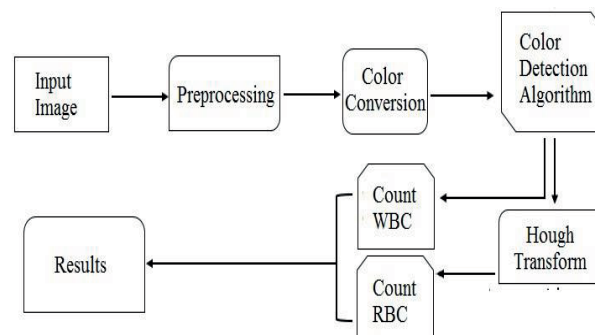 Input
Image
Preprocessing
Color
Conversion
Color
Detection
Algorithm
Count
WBC
Hough
Transform
Count
RBC
Results